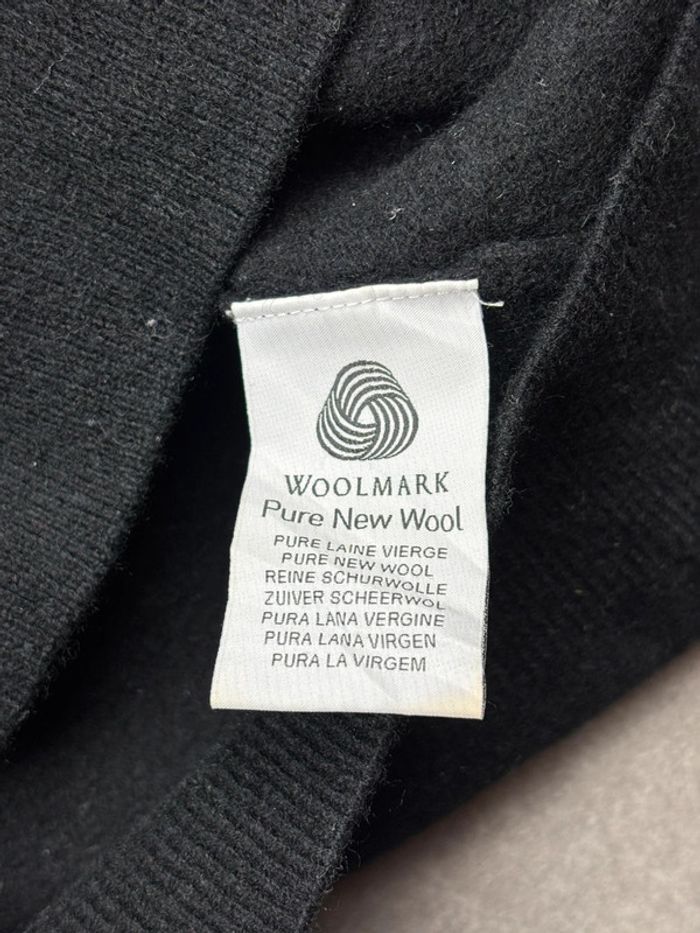 WOOLMARK
Pure New Wool
PURE LAINE VIERGE
PURE NEW WOOL
REINE SCHURWOLLE
ZUIVER SCHEERWOL
PURA LANA VERGINE
PURA LANA VIRGEN
PURA LA VIRGEM